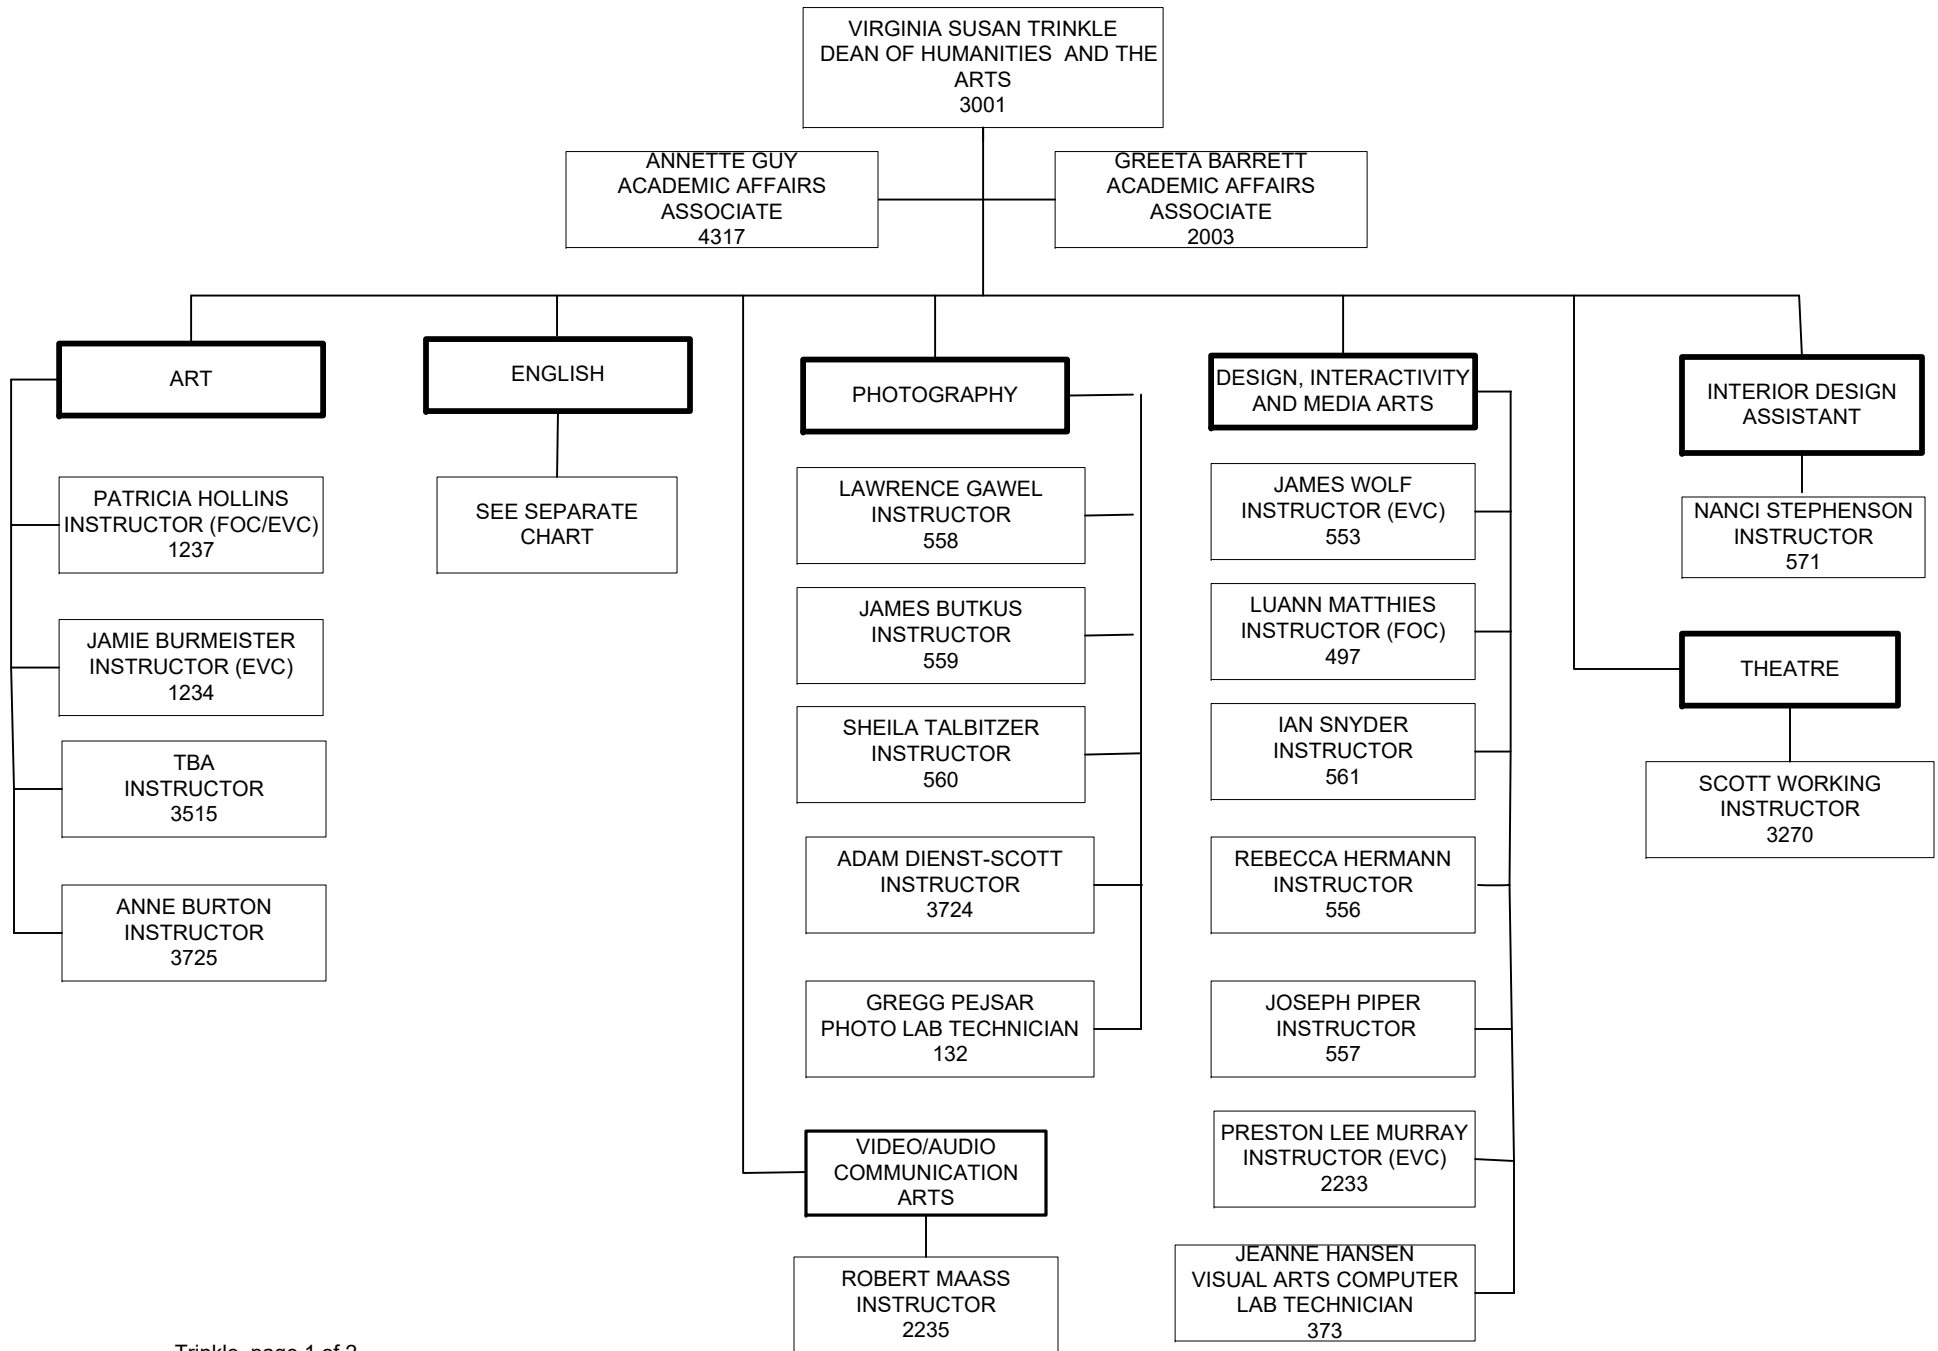 VIRGINIA SUSAN TRINKLE
DEAN OF HUMANITIES AND THE
ARTS
3001
ANNETTE GUY
ACADEMIC AFFAIRS
ASSOCIATE
4317
GREETA BARRETT
ACADEMIC AFFAIRS
ASSOCIATE
2003
ART
PATRICIA HOLLINS
INSTRUCTOR (FOC/EVC)
1237
JAMIE BURMEISTER
INSTRUCTOR (EVC)
1234
TBA
INSTRUCTOR
3515
ANNE BURTON
INSTRUCTOR
3725
ENGLISH
SEE SEPARATE
CHART
PHOTOGRAPHY
LAWRENCE GAWEL
INSTRUCTOR
558
JAMES BUTKUS
INSTRUCTOR
559
SHEILA TALBITZER
INSTRUCTOR
560
ADAM DIENST-SCOTT
INSTRUCTOR
3724
GREGG PEJSAR
PHOTO LAB TECHNICIAN
132
VIDEO/AUDIO
COMMUNICATION
ARTS
ROBERT MAASS
INSTRUCTOR
2235
DESIGN, INTERACTIVITY
AND MEDIA ARTS
JAMES WOLF
INSTRUCTOR (EVC)
553
LUANN MATTHIES
INSTRUCTOR (FOC)
497
IAN SNYDER
INSTRUCTOR
561
REBECCA HERMANN
INSTRUCTOR
556
JOSEPH PIPER
INSTRUCTOR
557
PRESTON LEE MURRAY
INSTRUCTOR (EVC)
2233
JEANNE HANSEN
VISUAL ARTS COMPUTER
LAB TECHNICIAN
373
INTERIOR DESIGN
ASSISTANT
NANCI STEPHENSON
INSTRUCTOR
571
THEATRE
SCOTT WORKING
INSTRUCTOR
3270
Trinkle, page 1 of 2